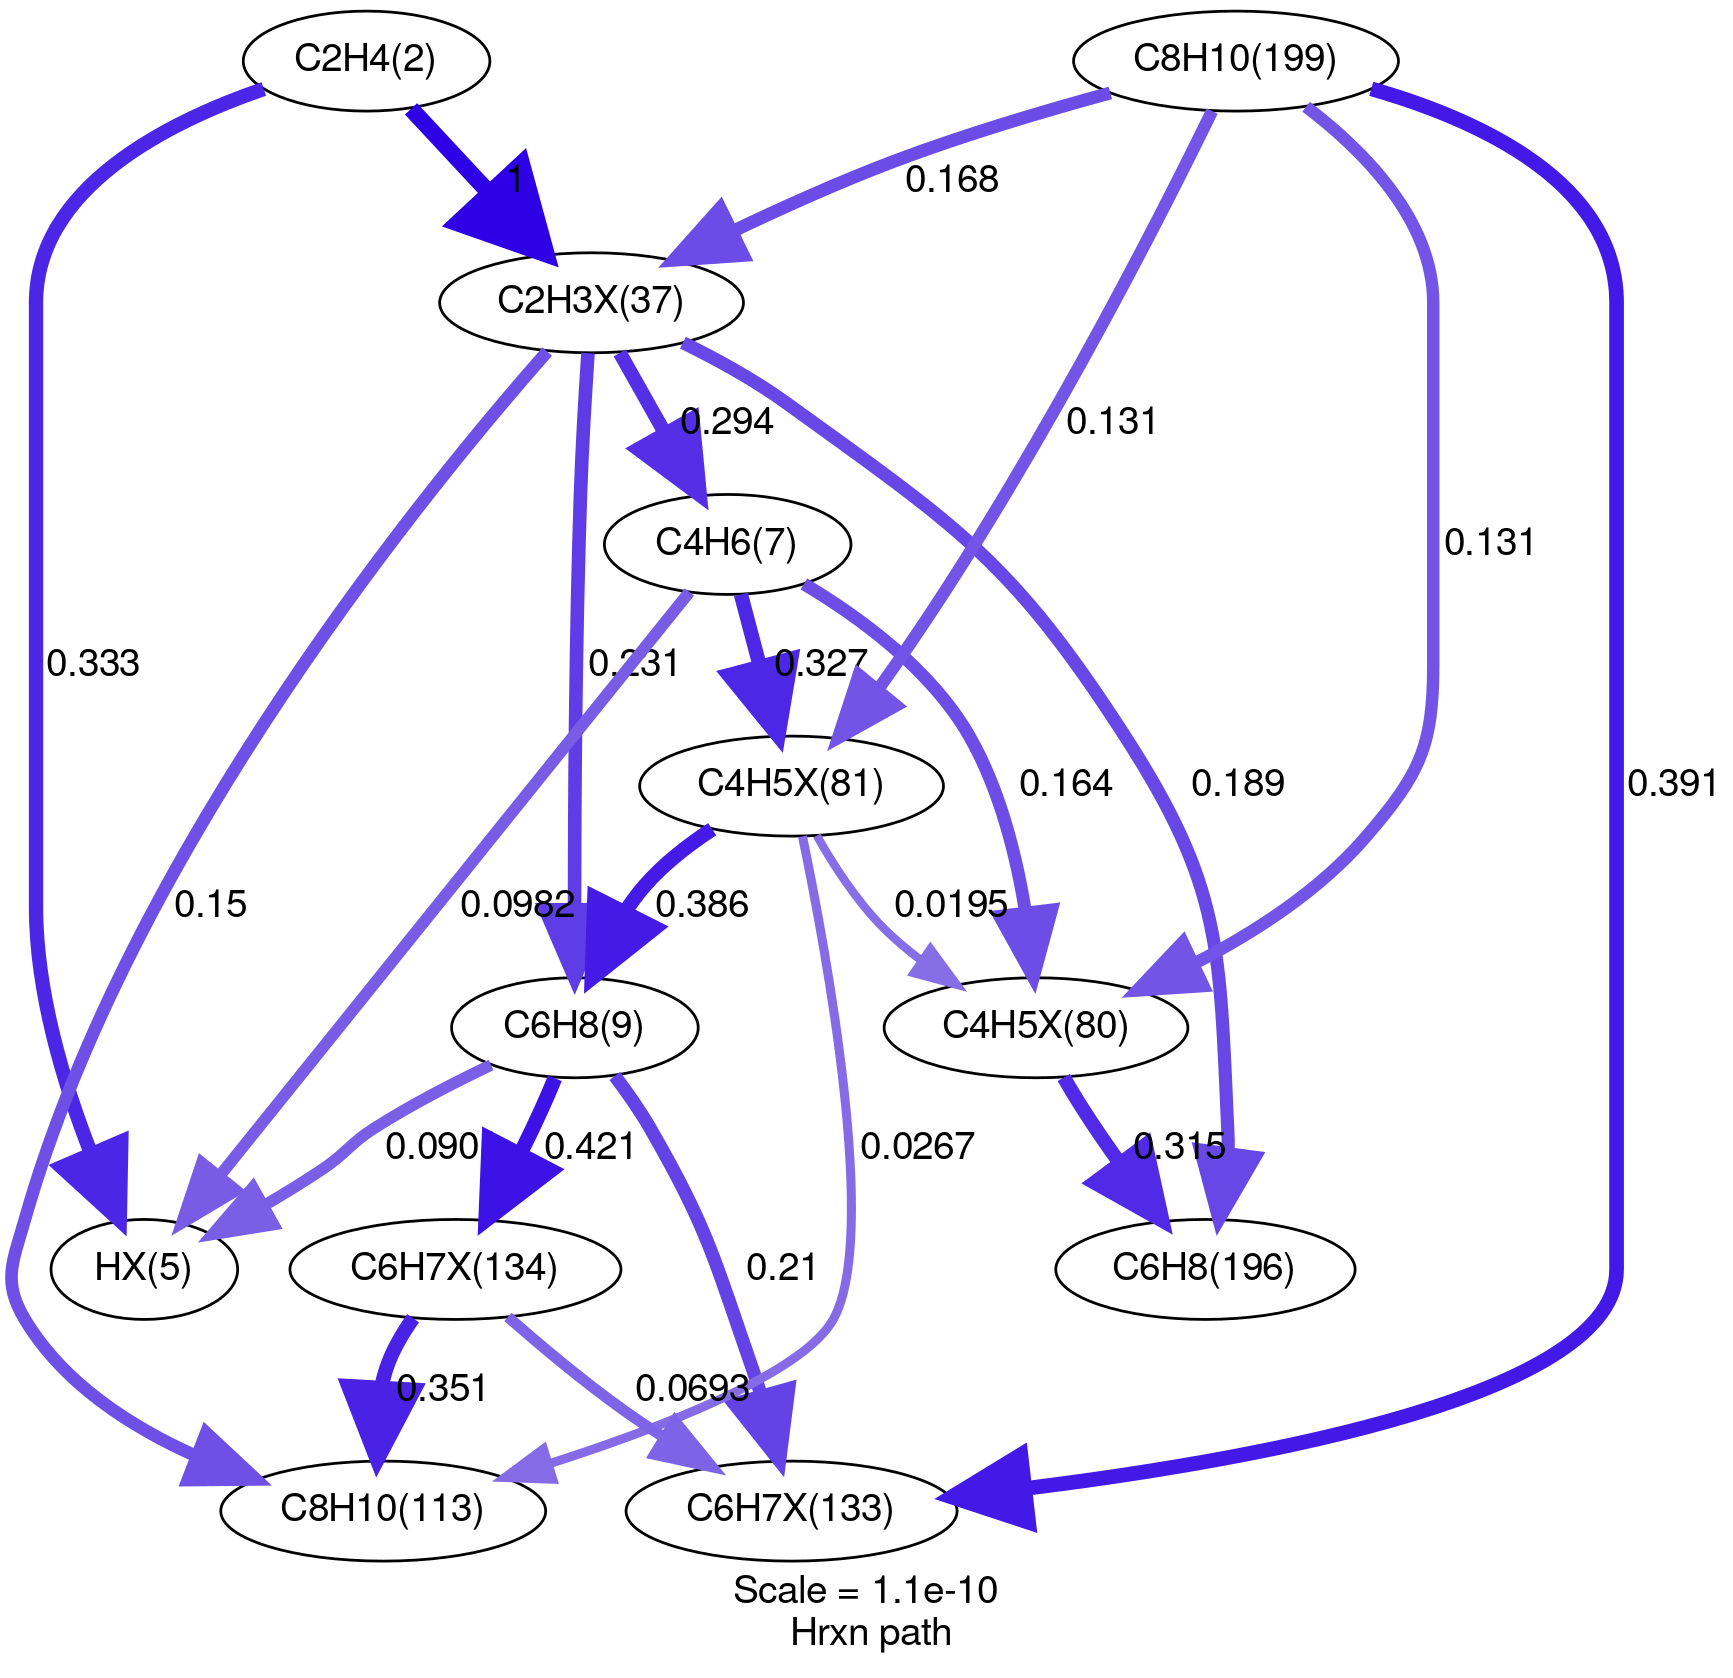 C2H4(2)
C8H10(199)
1
0.168
C2H3X(37)
0.294
0.131
C4H6(7)
0.131
0.333
0.231
0.327
C4H5X(81)
0.164
0.189
0.391
0.15
0.0982
0.386
0.0195
C6H8(9)
C4H5X(80)
0.090
0.421
0.0267
0.315
HX(5)
C6H7X(134)
0.21
C6H8(196)
0.351
0.0693
C8H10(113)
C6H7X(133)
Scale = 1.1e-10
Hrxn path